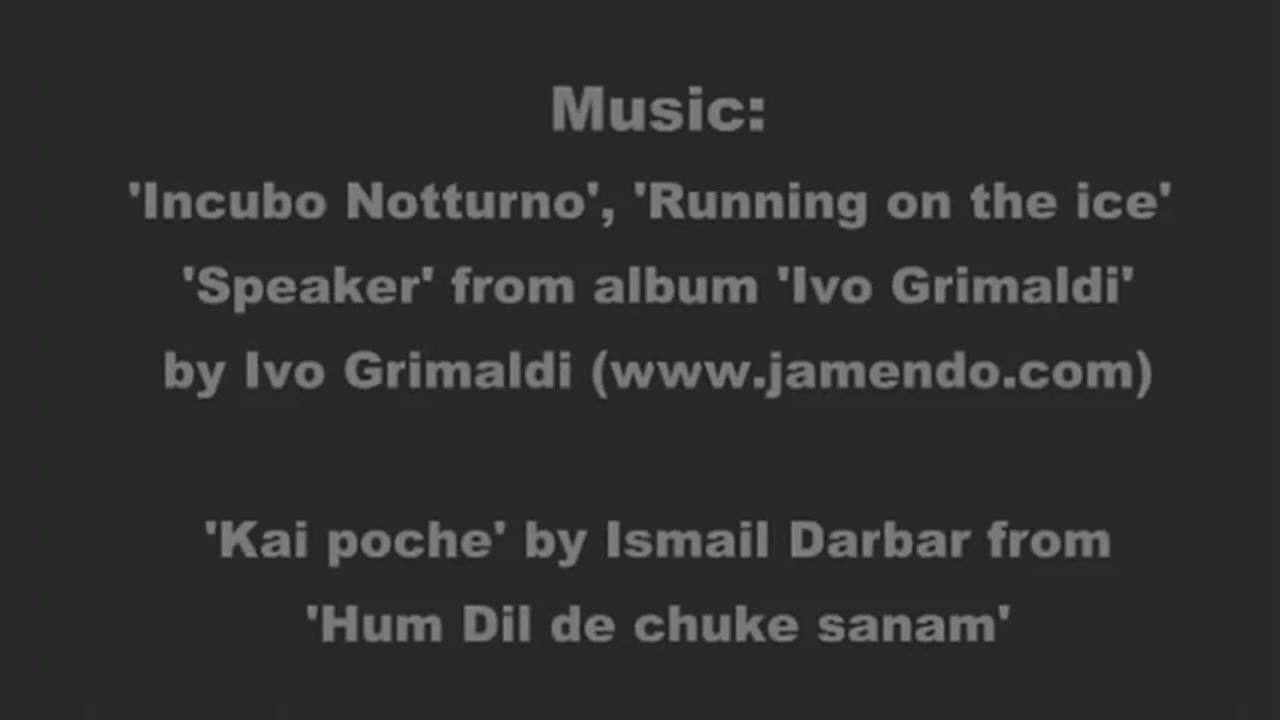 Music:
'Incubo Notturno', 'Running on the ice'
'Speaker' from album 'Ivo Grimaldi'
by Ivo Grimaldi (www.jamendo.com)
'Kai poche' by Ismail Darbar from
'Hum Dil de chuke sanam'